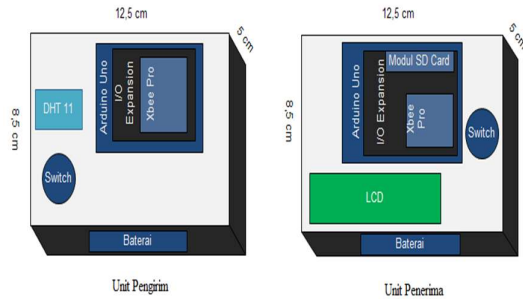 12,5 cm
5 cm
8,5 cm
Arduino Uno
I/O Expansion
Xbee Pro
DHT 11
Switch
Baterai
Unit Pengirim
12,5 cm
5 cm
8,5 cm
Arduino Uno
I/O Expansion
Modul SD Card
Xbee Pro
Switch
LCD
Baterai
Unit Penerima